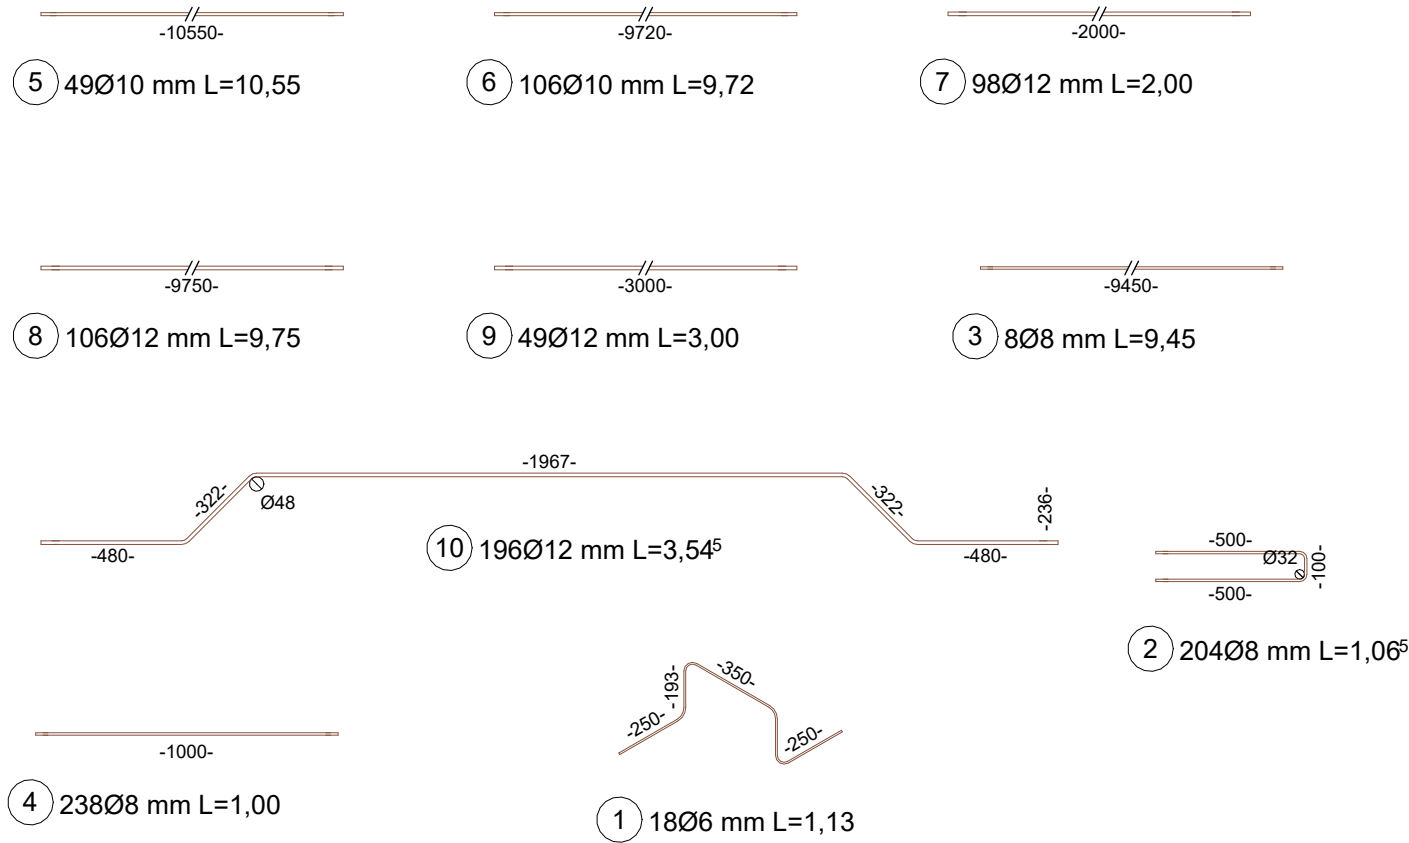 -10550-
5 49Ø10 mm L=10,55
-9720-
6 106Ø10 mm L=9,72
-2000-
7 98Ø12 mm L=2,00
-9750-
8 106Ø12 mm L=9,75
-3000-
9 49Ø12 mm L=3,00
-9450-
3 8Ø8 mm L=9,45
-1967-
-322-
Ø48
-322-
-236-
-480-
-480-
10 196Ø12 mm L=3,54⁵
-500-
Ø32
-100-
-500-
2 204Ø8 mm L=1,06⁵
-1000-
4 238Ø8 mm L=1,00
-193-
-350-
-250-
-250-
1 18Ø6 mm L=1,13